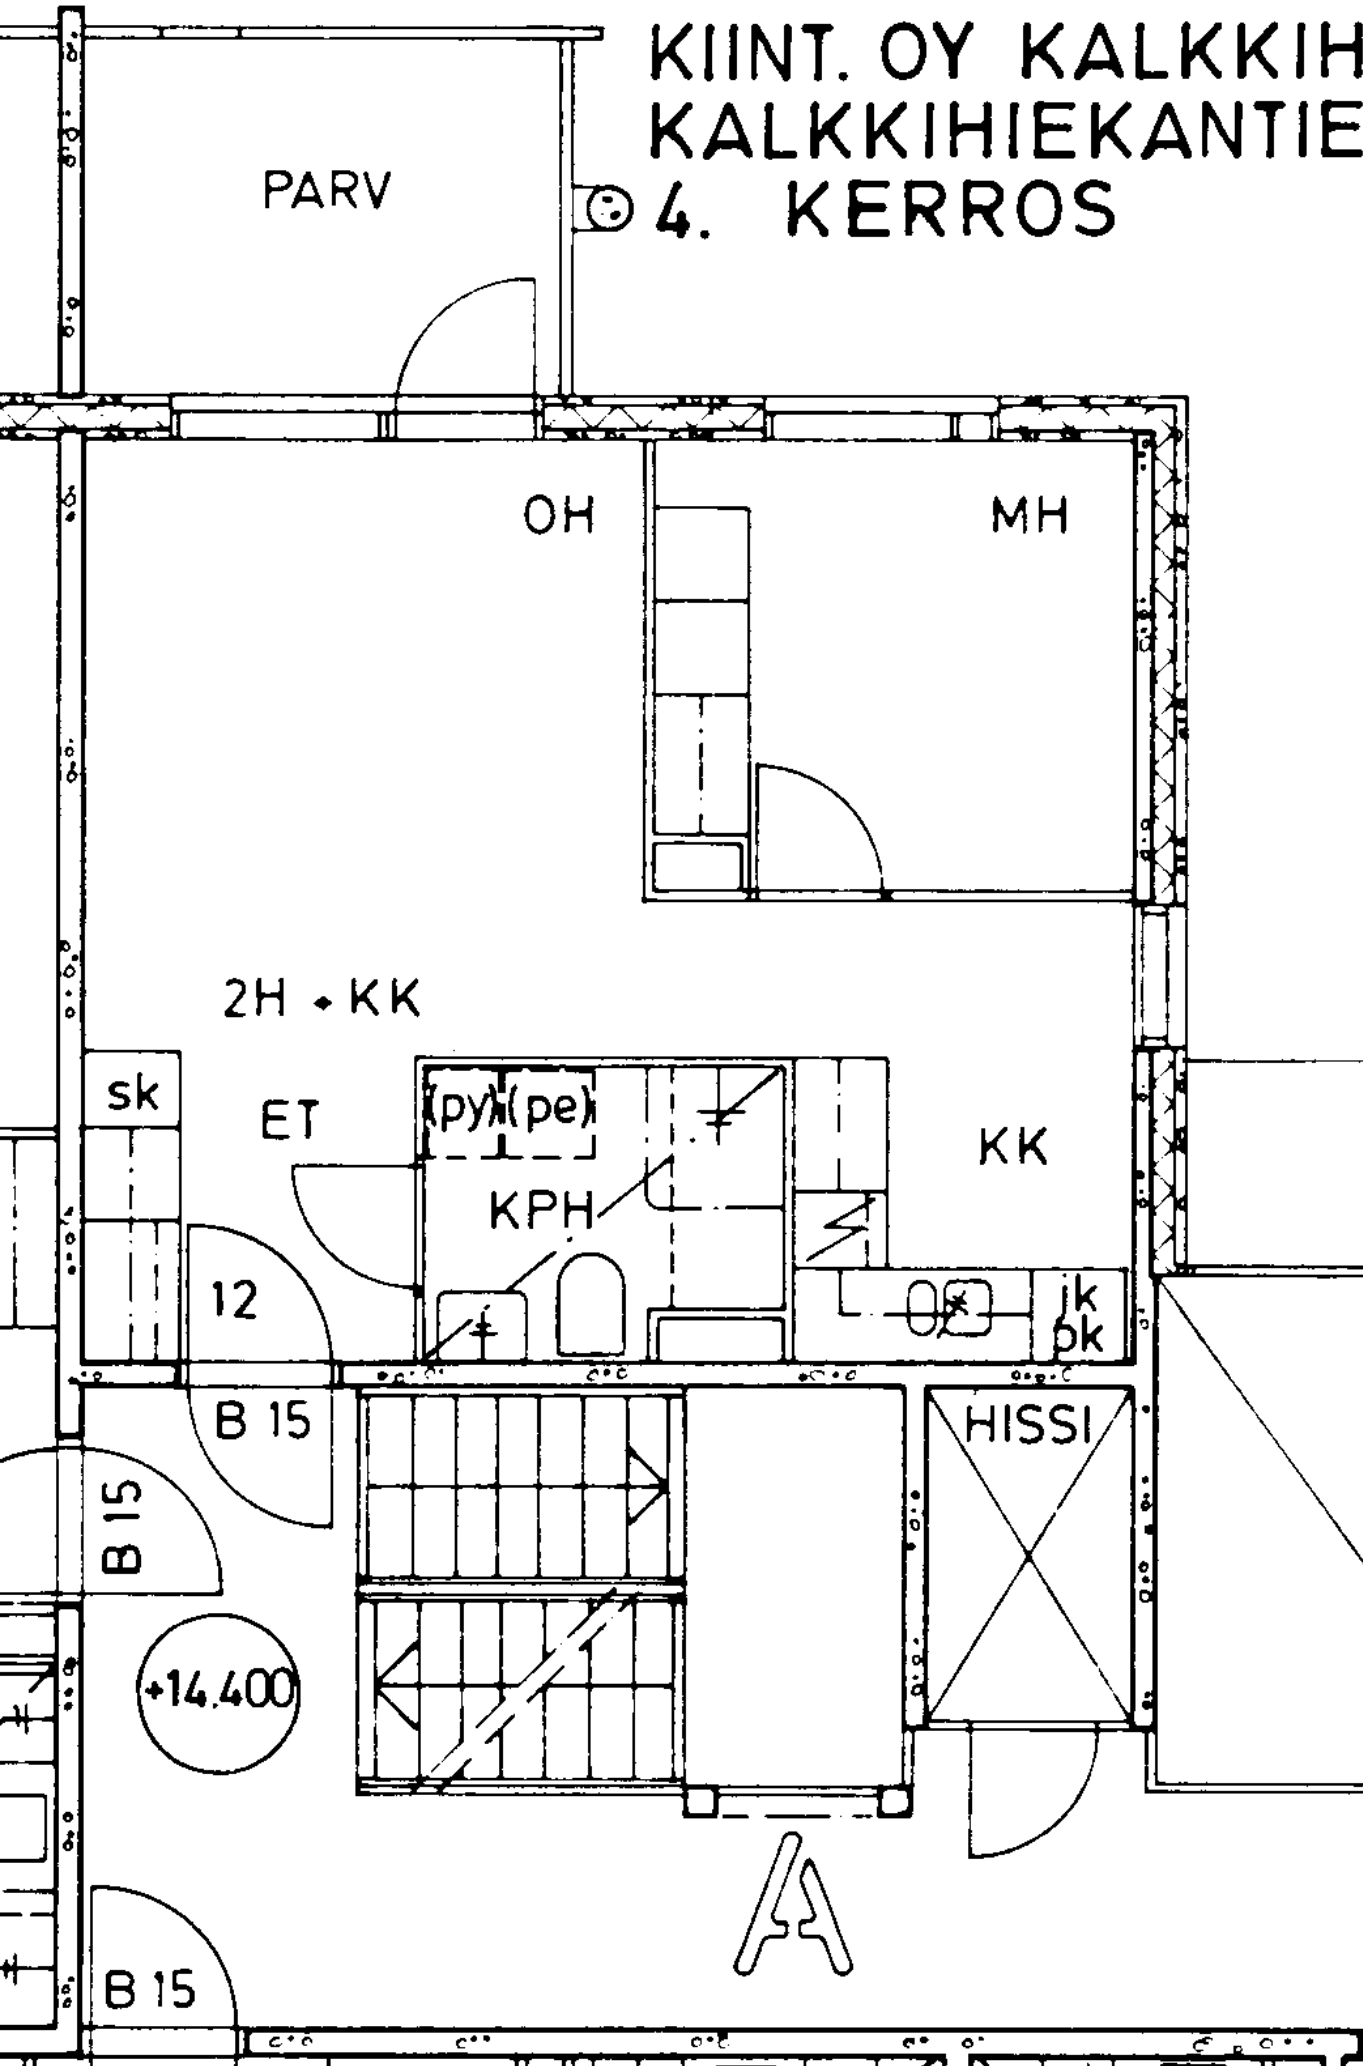 KIINT. OY KALKKIH
KALKKIHIEKANTIE
4. KERROS
PARV
OH
MH
2H + KK
sk
ET
(py)
(pe)
KK
KPH
12
jk
pk
B 15
HISSI
B 15
+14.400
A
B 15